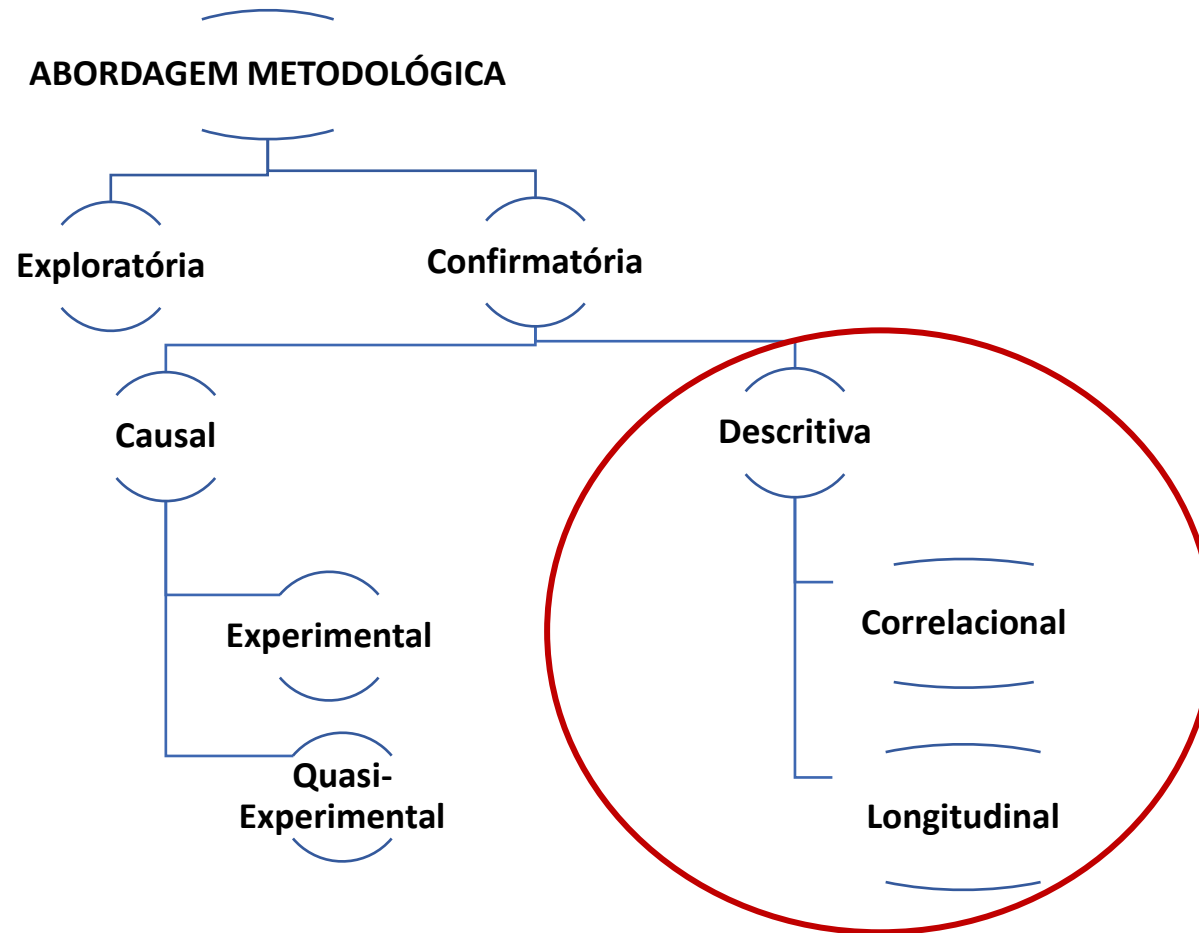 ABORDAGEM METODOLÓGICA
Exploratória
Confirmatória
Causal
Descritiva
Experimental
Correlacional
Quasi-
Experimental
Longitudinal